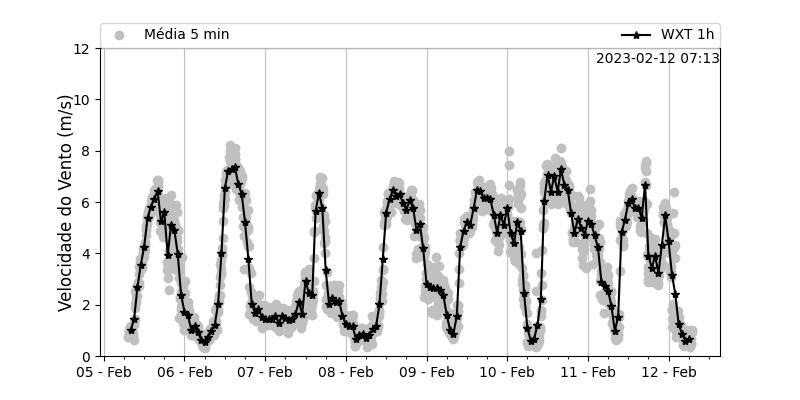 Média 5 min
WXT 1h
2023-02-12 07:13
Velocidade do Vento (m/s)
12
10
8
6
4
2
0
05 - Feb
06 - Feb
07 - Feb
08 - Feb
09 - Feb
10 - Feb
11 - Feb
12 - Feb